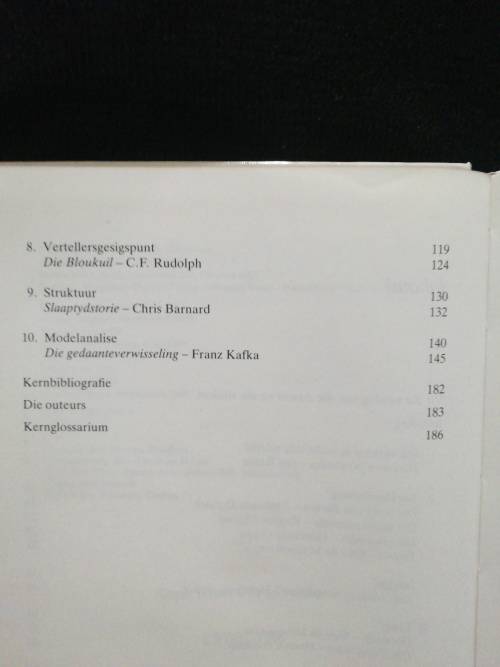 8. Vertellersgesigspunt 119
Die Bloukuil – C.F. Rudolph 124
9. Struktuur 130
Slaaptydstorie – Chris Barnard 132
10. Modelanalise 140
Die gedaanteverwisseling – Franz Kafka 145
Kernbibliografie 182
Die outeurs 183
Kernglossarium 186